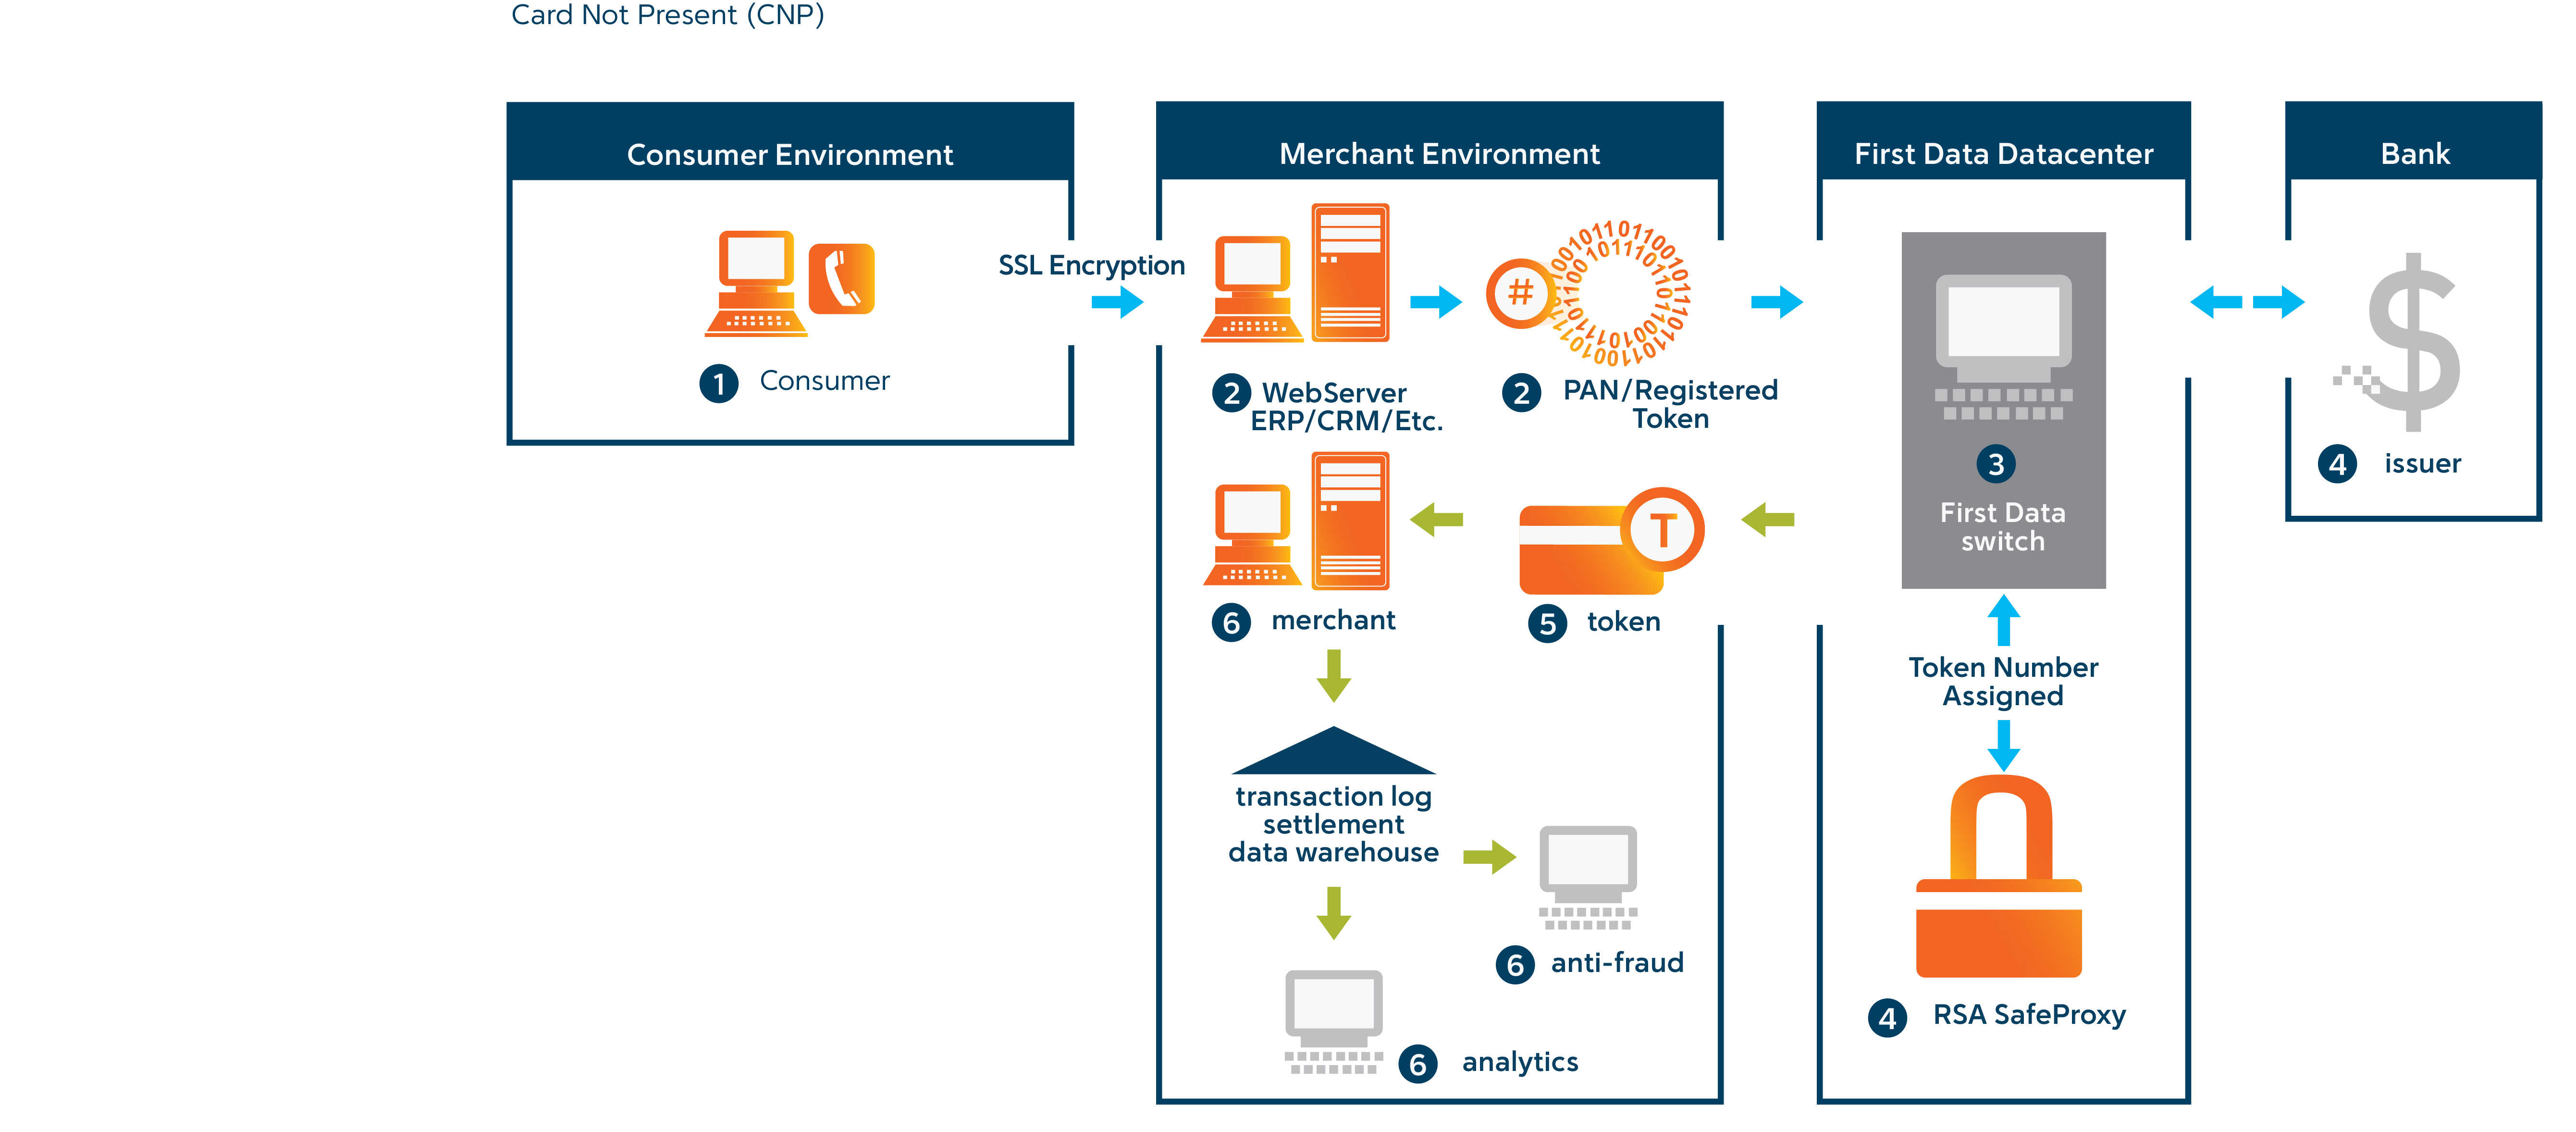 Card Not Present (CNP)
Consumer Environment
SSL Encryption
1 Consumer
Merchant Environment
#
2 WebServer
ERP/CRM/Etc.
2 PAN/Registered
Token
T
6 merchant
5 token
transaction log
settlement
data warehouse
6 anti-fraud
6 analytics
First Data Datacenter
3
First Data
switch
Token Number
Assigned
4 RSA SafeProxy
Bank
$
4 issuer